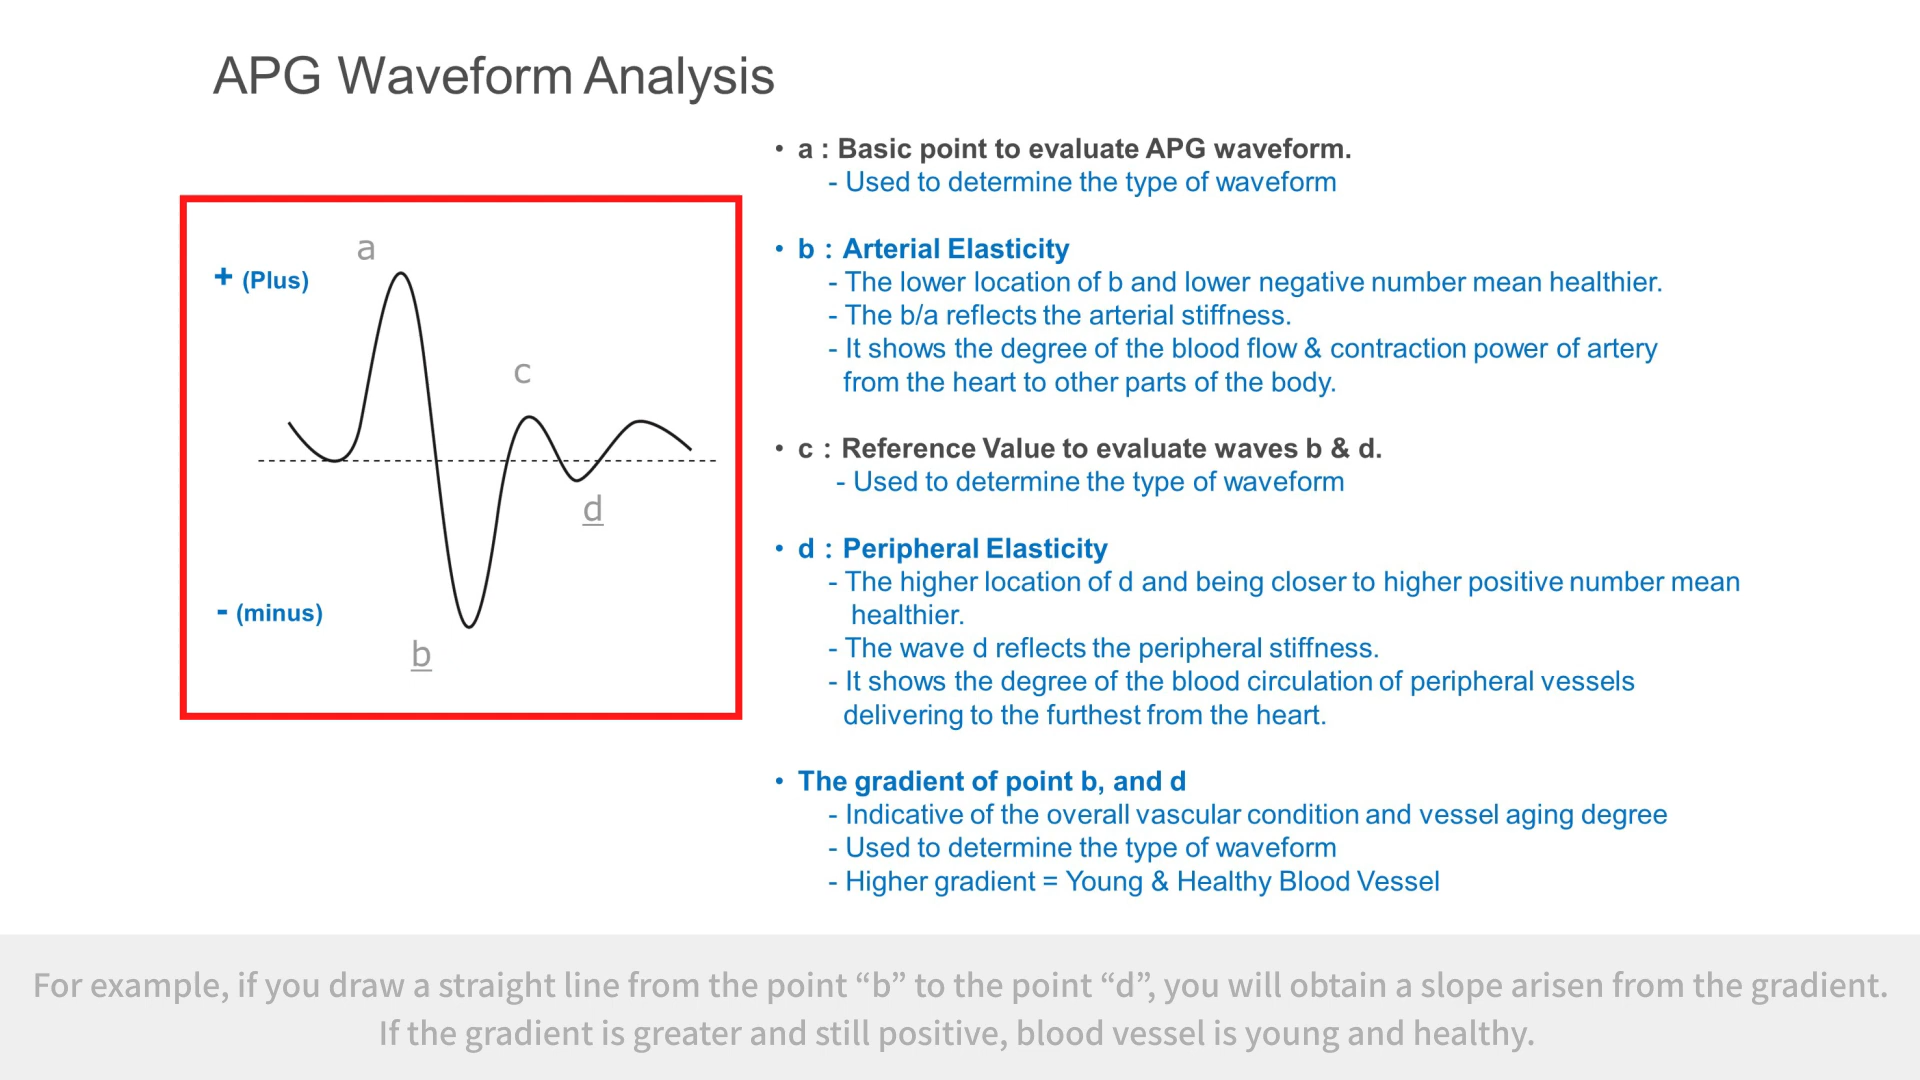 APG Waveform Analysis
• a : Basic point to evaluate APG waveform.
- Used to determine the type of waveform
• b : Arterial Elasticity
- The lower location of b and lower negative number mean healthier.
- The b/a reflects the arterial stiffness.
- It shows the degree of the blood flow & contraction power of artery
from the heart to other parts of the body.
• c : Reference Value to evaluate waves b & d.
- Used to determine the type of waveform
• d : Peripheral Elasticity
- The higher location of d and being closer to higher positive number mean
healthier.
- The wave d reflects the peripheral stiffness.
- It shows the degree of the blood circulation of peripheral vessels
delivering to the furthest from the heart.
• The gradient of point b, and d
- Indicative of the overall vascular condition and vessel aging degree
- Used to determine the type of waveform
- Higher gradient = Young & Healthy Blood Vessel
a
+ (Plus)
c
d
- (minus)
b
For example, if you draw a straight line from the point “b” to the point “d”, you will obtain a slope arisen from the gradient.
If the gradient is greater and still positive, blood vessel is young and healthy.